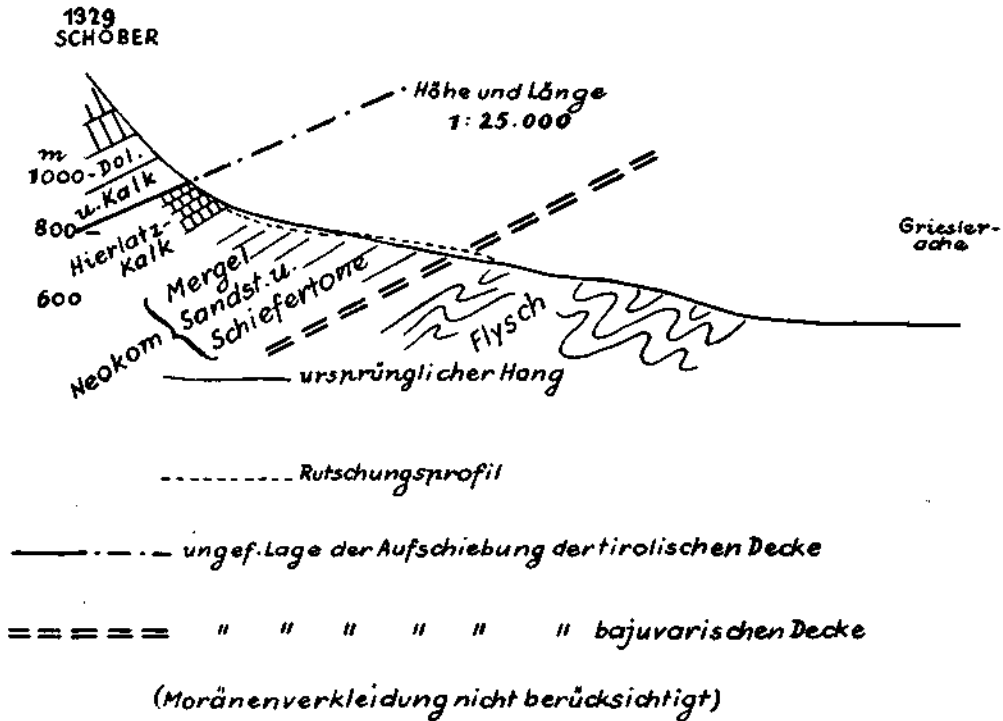 1329
SCHOBER
Höhe und Länge
1:25.000
m
1000-Dol.
u. Kalk
800
Hierlatz-
Kalk
600
Mergel
Sandst. u.
Schiefertone
Neokom
Flysch
Griesler-
ache
ursprünglicher Hang
Rutschungsprofil
ungef. Lage der Aufschiebung der tirolischen Decke
" " " " " " bajuvarischen Decke
(Moränenverkleidung nicht berücksichtigt)